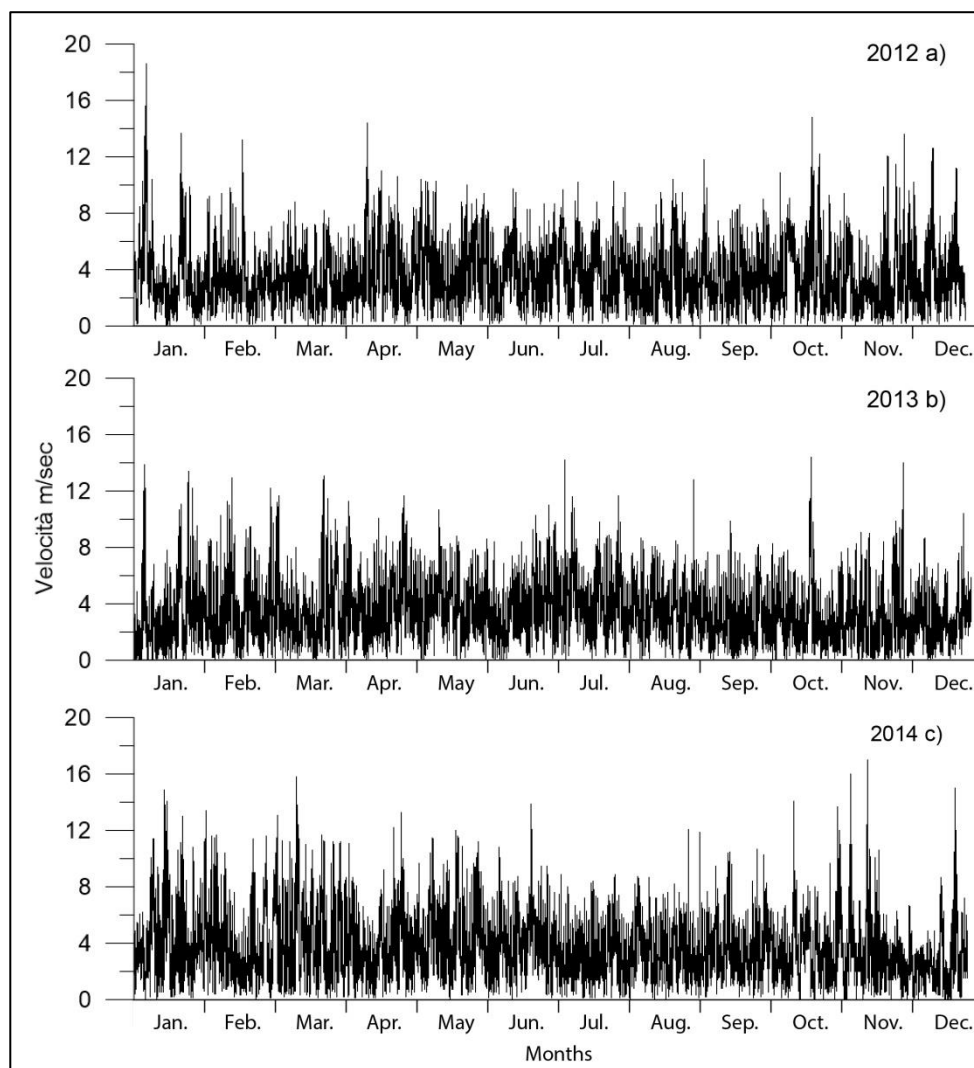 2012 a)
20
16
12
8
4
0
Jan. Feb. Mar. Apr. May Jun. Jul. Aug. Sep. Oct. Nov. Dec.
2013 b)
20
16
12
8
4
0
Velocità m/sec
Jan. Feb. Mar. Apr. May Jun. Jul. Aug. Sep. Oct. Nov. Dec.
2014 c)
20
16
12
8
4
0
Jan. Feb. Mar. Apr. May Jun. Jul. Aug. Sep. Oct. Nov. Dec.
Months